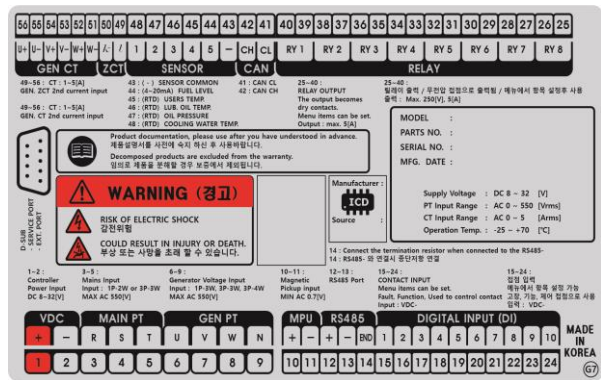 56 55 54 53 52 51 50 49 48 47 46 45 44 43 42 41 40 39 38 37 36 35 34 33 32 31 30 29 28 27 26 25
U+ U- V+ V- W+ W- k l 1 2 3 4 5 - CH CL RY 1 RY 2 RY 3 RY 4 RY 5 RY 6 RY 7 RY 8
GEN CT ZCT SENSOR CAN RELAY
49~56 : CT : 1~5[A]
GEN. ZCT 2nd current input
49~56 : CT : 1~5[A]
GEN. CT 2nd current input
43 : ( - ) SENSOR COMMON
44 : (4~20mA) FUEL LEVEL
45 : (RTD) USERS TEMP.
46 : (RTD) LUB. OIL TEMP.
47 : (RTD) OIL PRESSURE
48 : (RTD) COOLING WATER TEMP.
41 : CAN CL
42 : CAN CH
25~40 :
RELAY OUTPUT
The output becomes
dry contacts.
Menu items can be set.
Output : max. 5[A]
25~40 :
릴레이 출력 / 무전압 접점으로 출력됨 / 메뉴에서 항목 설정후 사용
출력 : Max. 250[V], 5[A]
Product documentation, please use after you have understood in advance.
제품설명서를 사전에 숙지 하신 후 사용바랍니다.
Decomposed products are excluded from the warranty.
임의로 제품을 분해할 경우 보증에서 제외됩니다.
MODEL :
PARTS NO. :
SERIAL NO. :
MFG. DATE :
Supply Voltage : DC 8 ~ 32 [V]
PT Input Range : AC 0 ~ 550 [Vrms]
CT Input Range : AC 0 ~ 5 [Arms]
Operation Temp. : -25 ~ +70 [℃]
D-SUB
- SERVICE PORT
- EXT. PORT
WARNING (경고)
RISK OF ELECTRIC SHOCK
감전위험
COULD RESULT IN INJURY OR DEATH.
부상 또는 사망을 초래 할 수 있습니다.
Manufacturer :
ICD
Source :
14 : Connect the termination resistor when connected to the RS485-
14 : RS485- 와 연결시 종단저항 연결
1~2 :
Controller
Power Input
DC 8~32[V]
3~5 :
Mains Input
Input : 1P-2W or 3P-3W
MAX AC 550[V]
6~9 :
Generator Voltage Input
Input : 1P-3W, 3P-3W, 3P-4W
MAX AC 550[V]
10~11 :
Magnetic
Pickup input
MIN AC 0.7[V]
12~13 :
RS485 Port
15~24 :
CONTACT INPUT
Menu items can be set.
Fault. Function, Used to control contact
Input : VDC-
15~24 :
접점 입력
메뉴에서 항목 설정 가능
고장, 기능, 제어 접점으로 사용
입력 : VDC-
VDC MAIN PT GEN PT MPU RS485 DIGITAL INPUT (DI)
+ - R S T U V W N + - + - END 1 2 3 4 5 6 7 8 9 10
1 2 3 4 5 6 7 8 9 10 11 12 13 14 15 16 17 18 19 20 21 22 23 24
MADE
IN
KOREA
G7